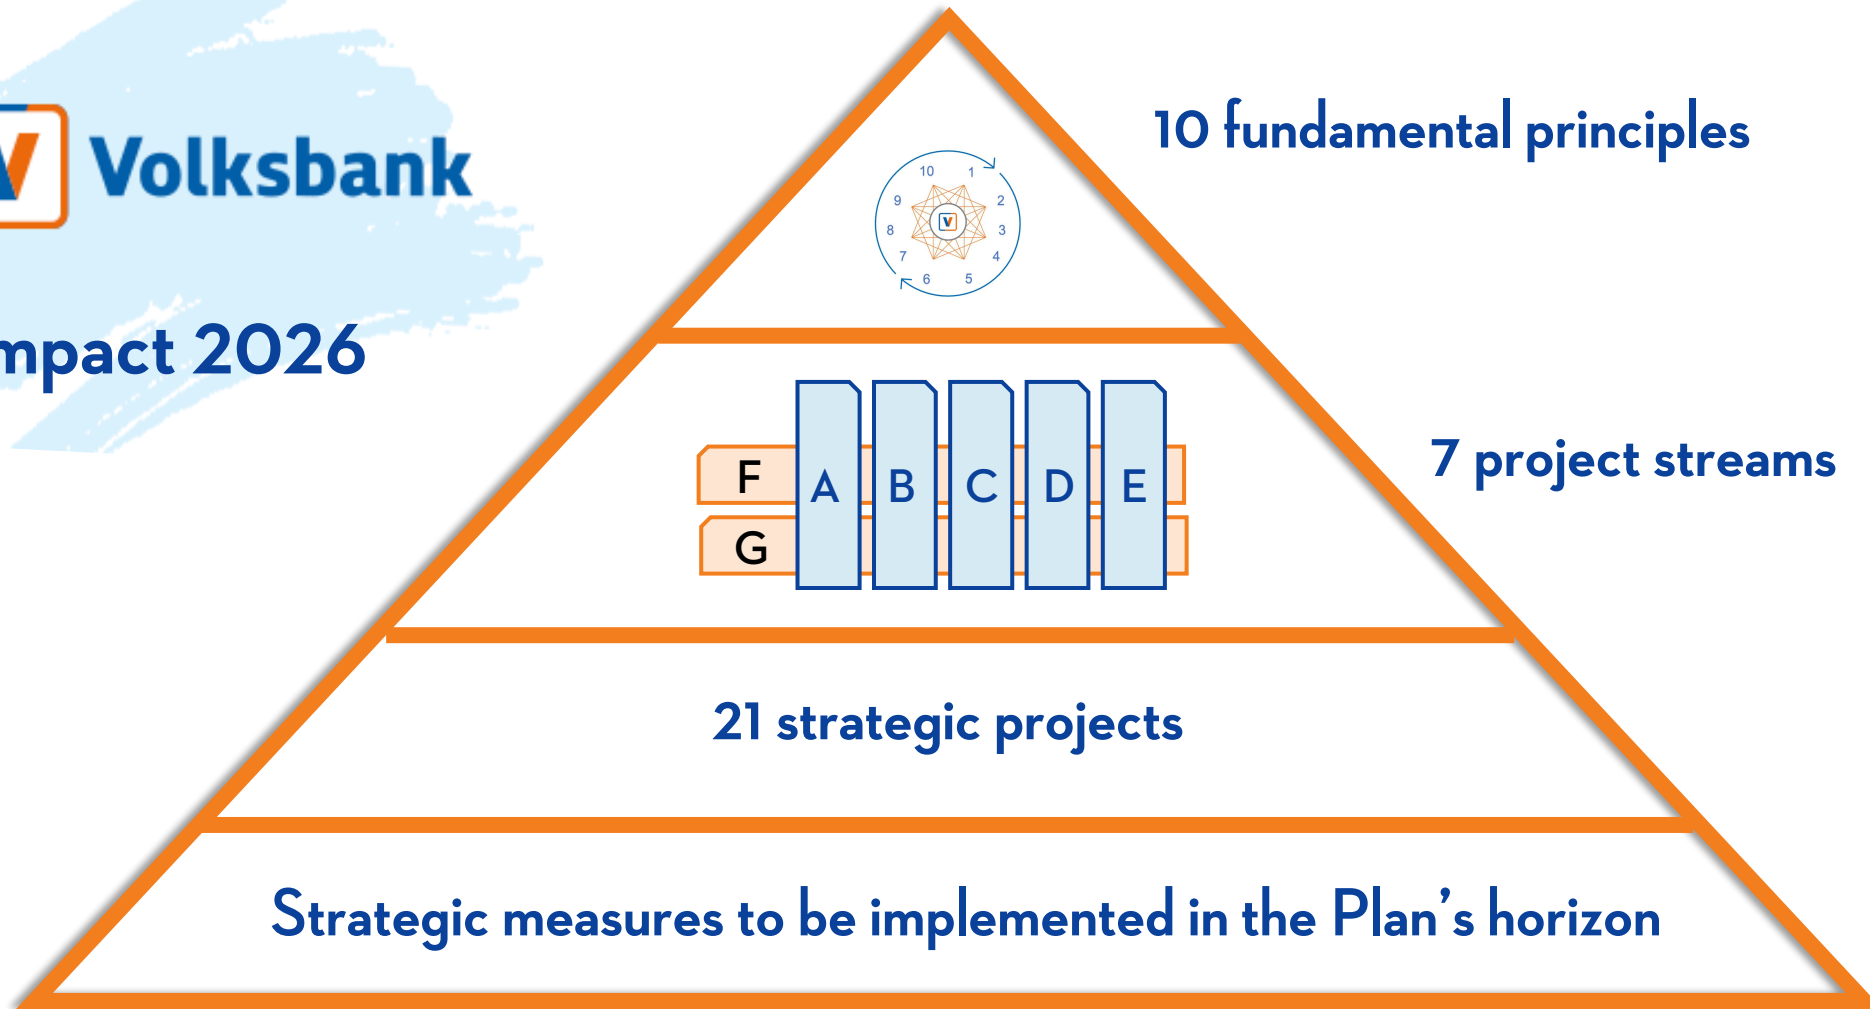 10 fundamental principles
V Volksbank
10 1
9 2
8 3
7 4
6 5
V
mpact 2026
7 project streams
F
A B C D E
G
21 strategic projects
Strategic measures to be implemented in the Plan's horizon